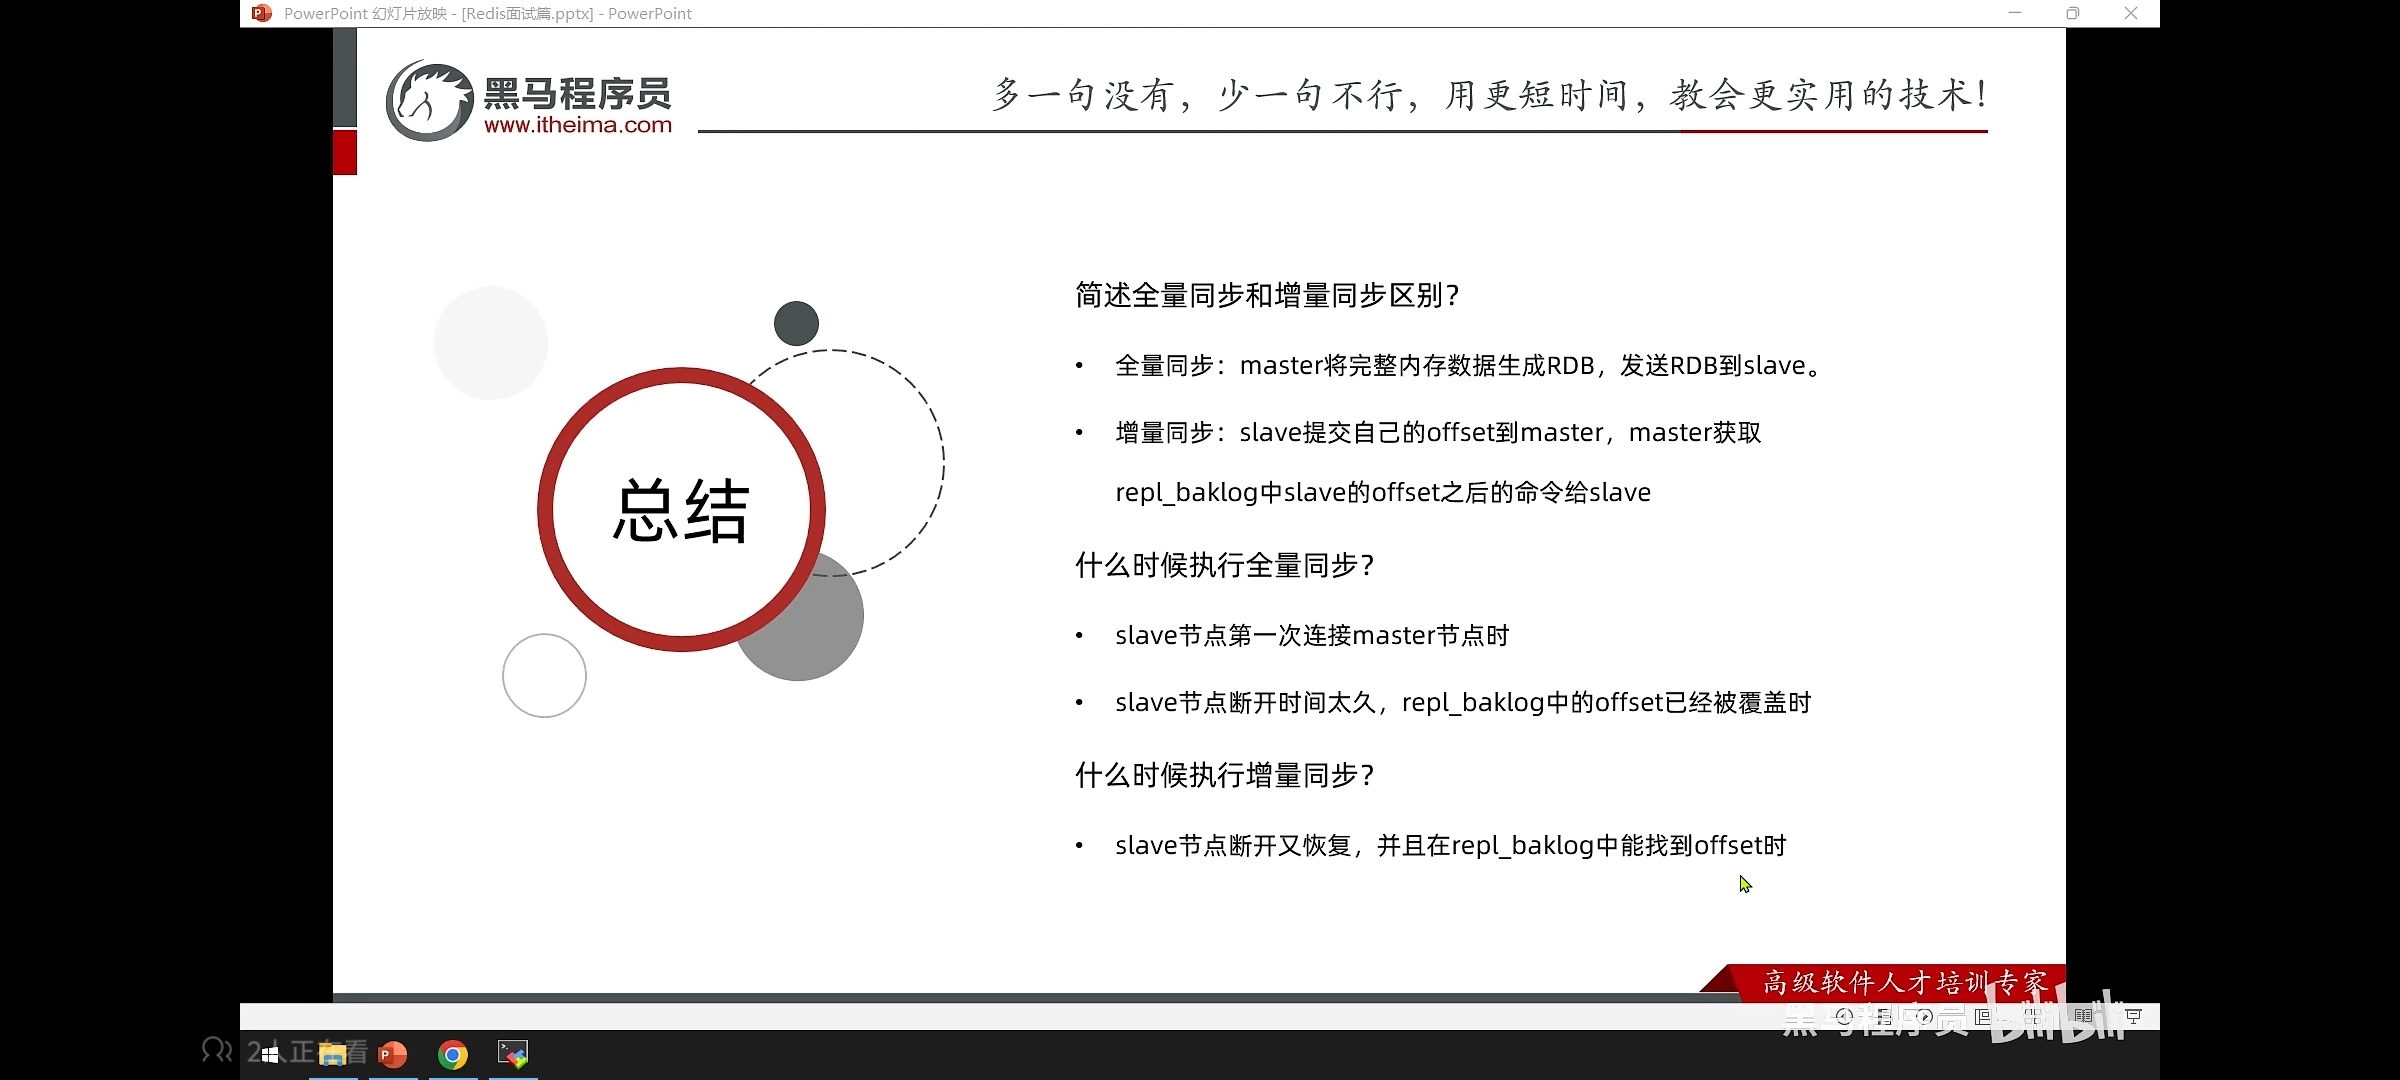 PowerPoint 幻灯片放映 - [Redis面试篇.pptx] - PowerPoint
黑马程序员
www.itheima.com
多一句没有，少一句不行，用更短时间，教会更实用的技术！
总结
简述全量同步和增量同步区别？
• 全量同步：master将完整内存数据生成RDB，发送RDB到slave。
• 增量同步：slave提交自己的offset到master，master获取
repl_baklog中slave的offset之后的命令给slave
什么时候执行全量同步？
• slave节点第一次连接master节点时
• slave节点断开时间太久，repl_baklog中的offset已经被覆盖时
什么时候执行增量同步？
• slave节点断开又恢复，并且在repl_baklog中能找到offset时
高级软件人才培训专家
黑马程序员 bilibili
2人正在看